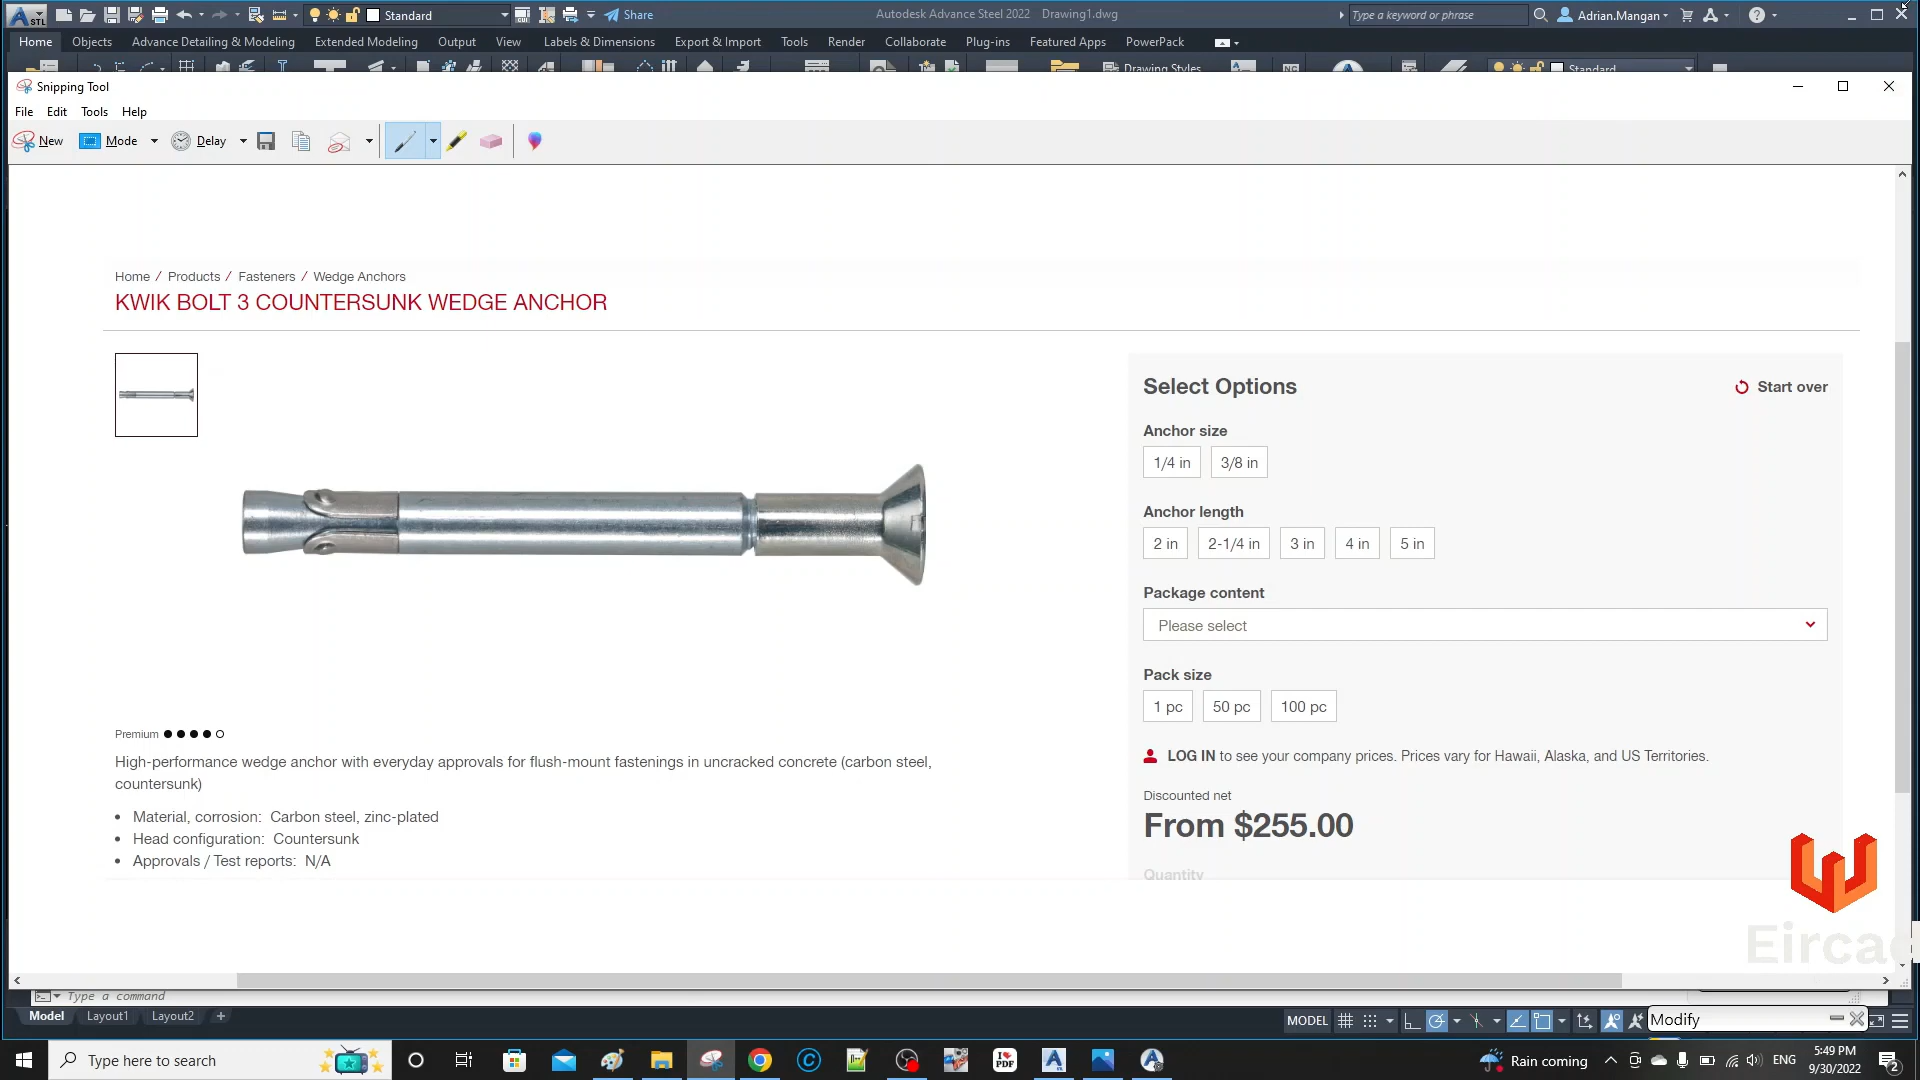 Standard
Share
Autodesk Advance Steel 2022 Drawing1.dwg
Type a keyword or phrase
Adrian.Mangan
Home Objects Advance Detailing & Modeling Extended Modeling Output View Labels & Dimensions Export & Import Tools Render Collaborate Plug-ins Featured Apps PowerPack
Drawing Styles
Standard
Snipping Tool
File Edit Tools Help
New Mode Delay
Home / Products / Fasteners / Wedge Anchors
KWIK BOLT 3 COUNTERSUNK WEDGE ANCHOR
Select Options
Start over
Anchor size
1/4 in 3/8 in
Anchor length
2 in 2-1/4 in 3 in 4 in 5 in
Package content
Please select
Pack size
1 pc 50 pc 100 pc
LOG IN to see your company prices. Prices vary for Hawaii, Alaska, and US Territories.
Discounted net
From $255.00
Quantity
Premium
High-performance wedge anchor with everyday approvals for flush-mount fastenings in uncracked concrete (carbon steel,
countersunk)
Material, corrosion: Carbon steel, zinc-plated
Head configuration: Countersunk
Approvals / Test reports: N/A
Eircad
Type a command
Model Layout1 Layout2 +
MODEL
Modify
Type here to search
Rain coming
ENG
5:49 PM
9/30/2022
2